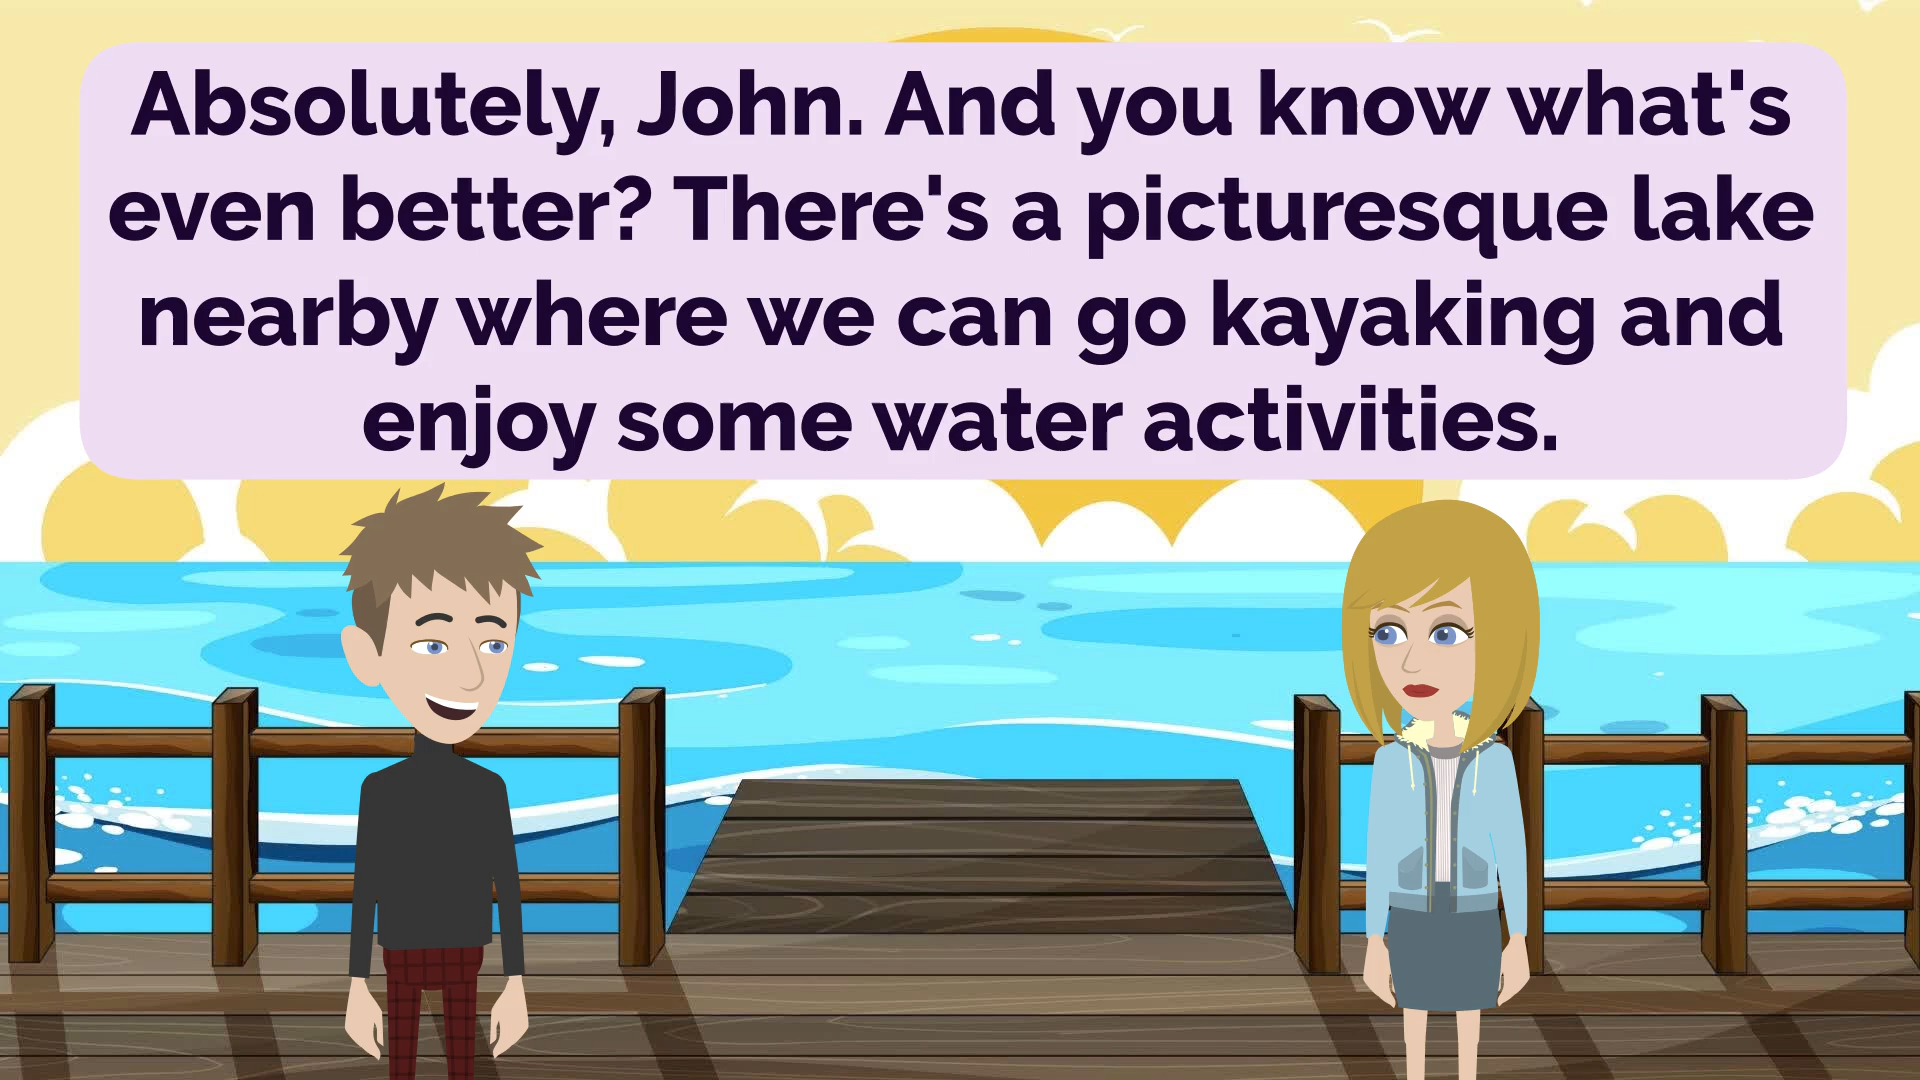 Absolutely, John. And you know what's
even better? There's a picturesque lake
nearby where we can go kayaking and
enjoy some water activities.